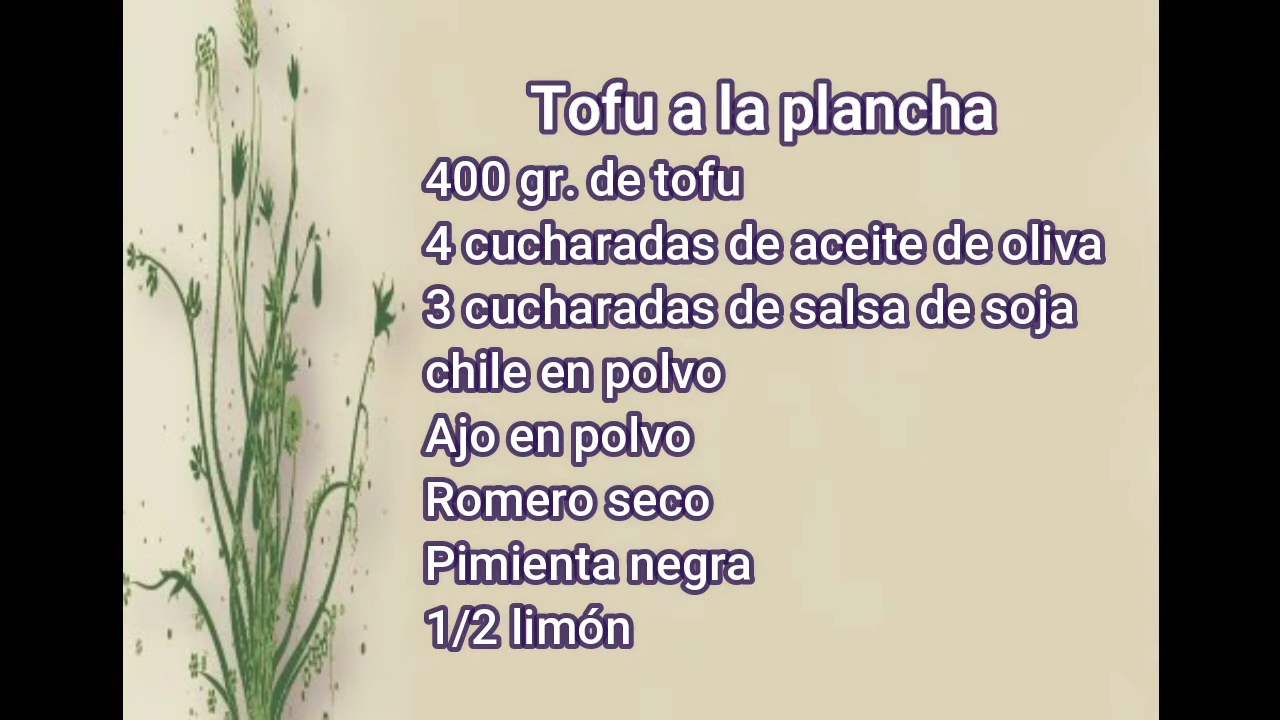 Tofu a la plancha
400 gr. de tofu
4 cucharadas de aceite de oliva
3 cucharadas de salsa de soja
chile en polvo
Ajo en polvo
Romero seco
Pimienta negra
1/2 limón